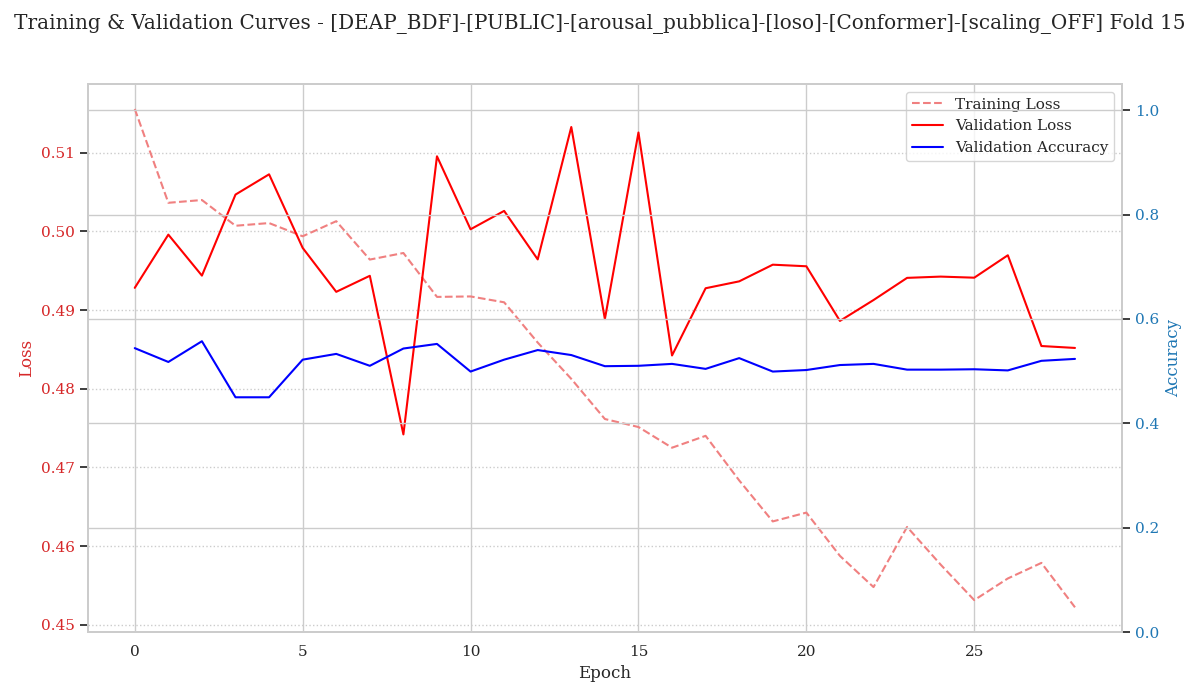 Training & Validation Curves - [DEAP_BDF]-[PUBLIC]-[arousal_pubblica]-[loso]-[Conformer]-[scaling_OFF] Fold 15
Training Loss
Validation Loss
Validation Accuracy
0.51
0.50
0.49
0.48
0.47
0.46
0.45
Loss
1.0
0.8
0.6
0.4
0.2
0.0
Accuracy
0 5 10 15 20 25
Epoch